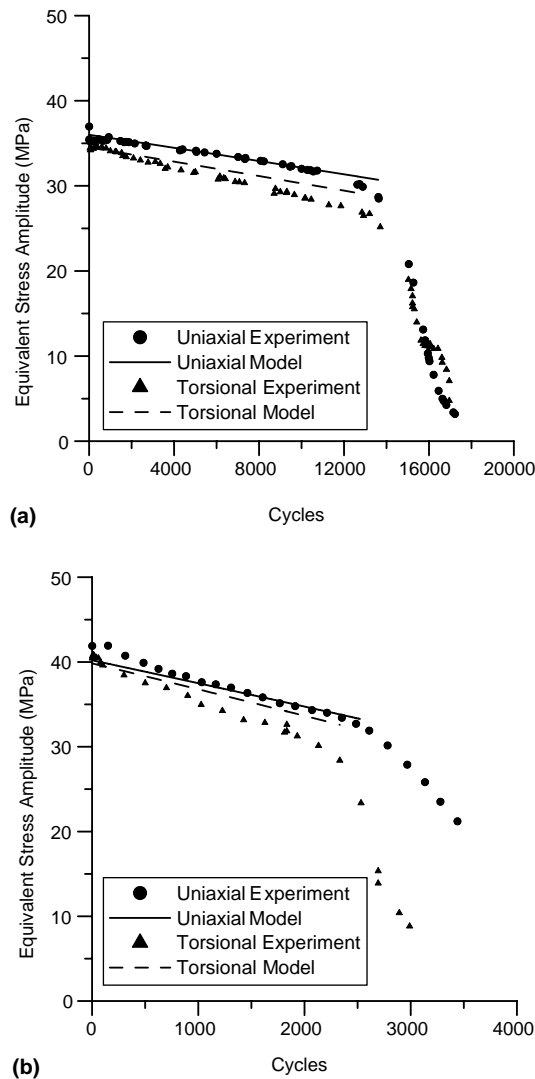 50
40
30
20
10
0
Equivalent Stress Amplitude (MPa)
Uniaxial Experiment
Uniaxial Model
Torsional Experiment
Torsional Model
0 4000 8000 12000 16000 20000
(a) Cycles
50
40
30
20
10
0
Equivalent Stress Amplitude (MPa)
Uniaxial Experiment
Uniaxial Model
Torsional Experiment
Torsional Model
0 1000 2000 3000 4000
(b) Cycles